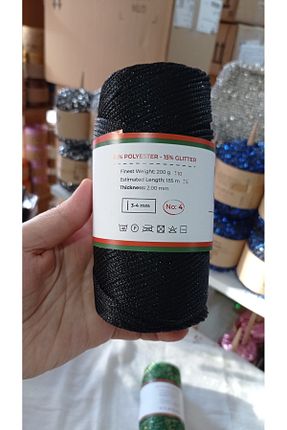 % POLYESTER - 15% GLITTER
Finest Weight: 200 g
Estimated Length: 185 m
Thickness: 2.00 mm
3-4 mm
No: 4